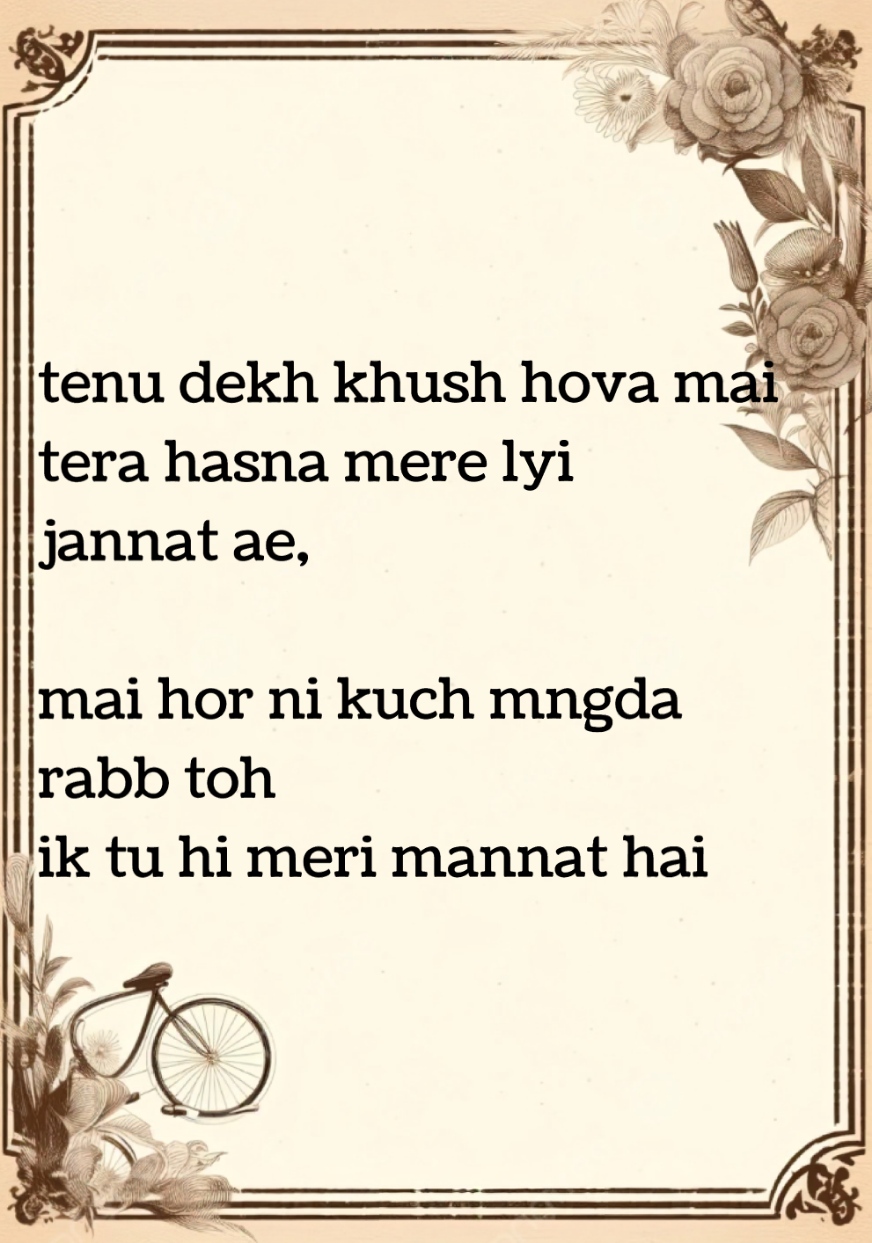 tenu dekh khush hova mai
tera hasna mere lyi
jannat ae,
mai hor ni kuch mngda
rabb toh
ik tu hi meri mannat hai